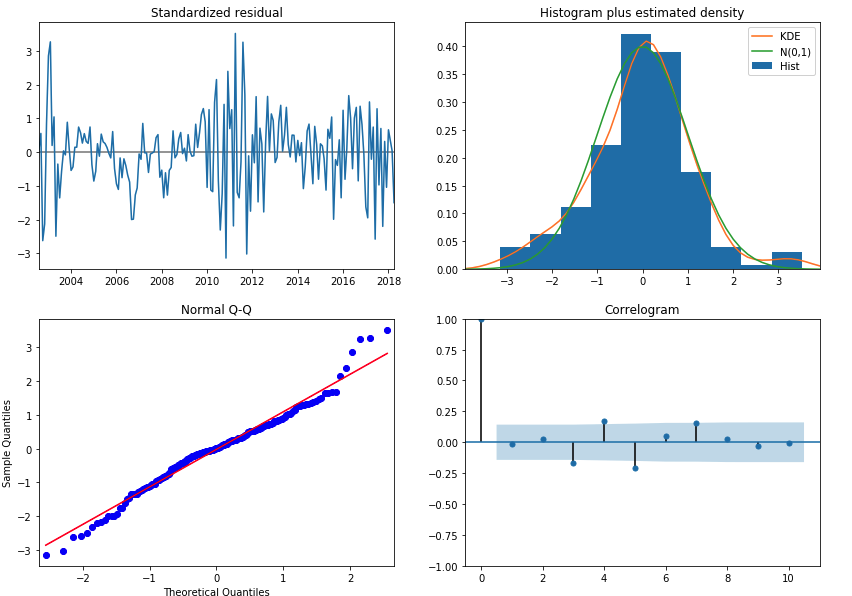 Standardized residual
3
2
1
0
−1
−2
−3
2004 2006 2008 2010 2012 2014 2016 2018
Histogram plus estimated density
KDE
N(0,1)
Hist
0.40
0.35
0.30
0.25
0.20
0.15
0.10
0.05
0.00
−3 −2 −1 0 1 2 3
Normal Q-Q
Sample Quantiles
3
2
1
0
−1
−2
−3
−2 −1 0 1 2
Theoretical Quantiles
Correlogram
1.00
0.75
0.50
0.25
0.00
−0.25
−0.50
−0.75
−1.00
0 2 4 6 8 10